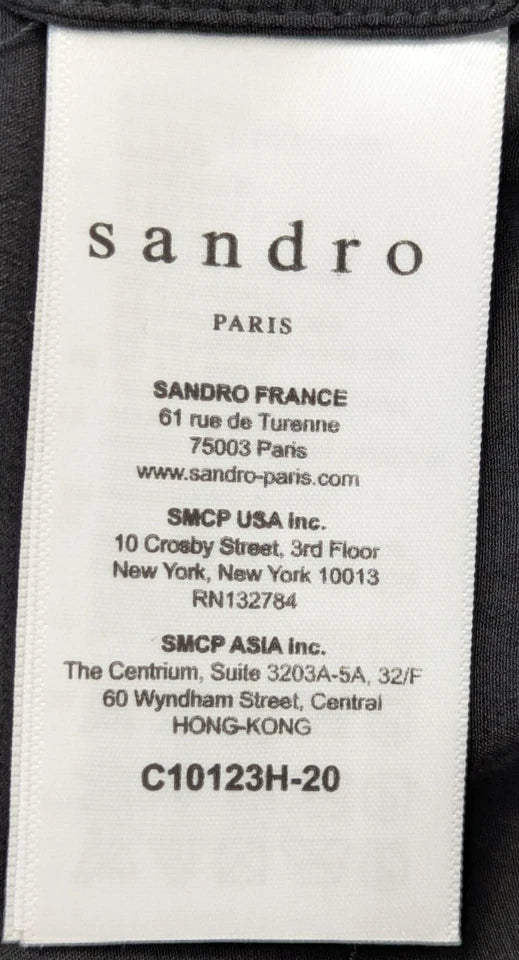 sandro
PARIS
SANDRO FRANCE
61 rue de Turenne
75003 Paris
www.sandro-paris.com
SMCP USA Inc.
10 Crosby Street, 3rd Floor
New York, New York 10013
RN132784
SMCP ASIA Inc.
The Centrium, Suite 3203A-5A, 32/F
60 Wyndham Street, Central
HONG-KONG
C10123H-20